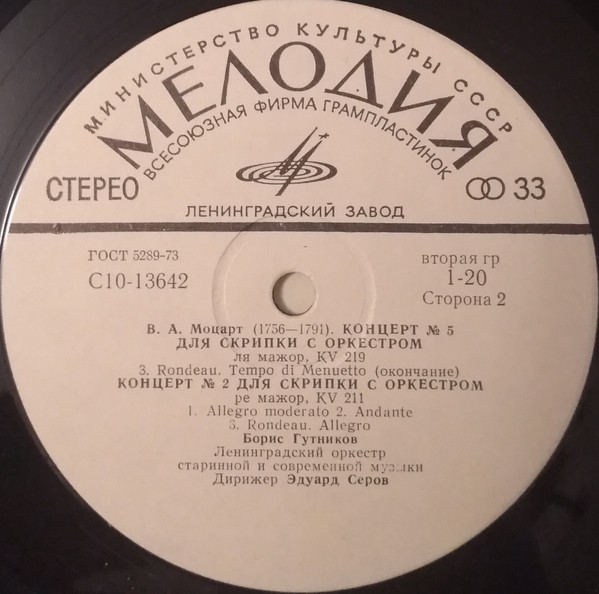 МИНИСТЕРСТВО КУЛЬТУРЫ СССР
МЕЛОДИЯ
ВСЕСОЮЗНАЯ ФИРМА ГРАМПЛАСТИНОК
СТЕРЕО
33
ЛЕНИНГРАДСКИЙ ЗАВОД
ГОСТ 5289-73
С10-13642
вторая гр
1-20
Сторона 2
В. А. Моцарт (1756—1791). КОНЦЕРТ № 5
ДЛЯ СКРИПКИ С ОРКЕСТРОМ
ля мажор, KV 219
3. Rondeau. Tempo di Menuetto (окончание)
КОНЦЕРТ № 2 ДЛЯ СКРИПКИ С ОРКЕСТРОМ
ре мажор, KV 211
1. Allegro moderato 2. Andante
3. Rondeau. Allegro
Борис Гутников
Ленинградский оркестр
старинной и современной музыки
Дирижер Эдуард Серов